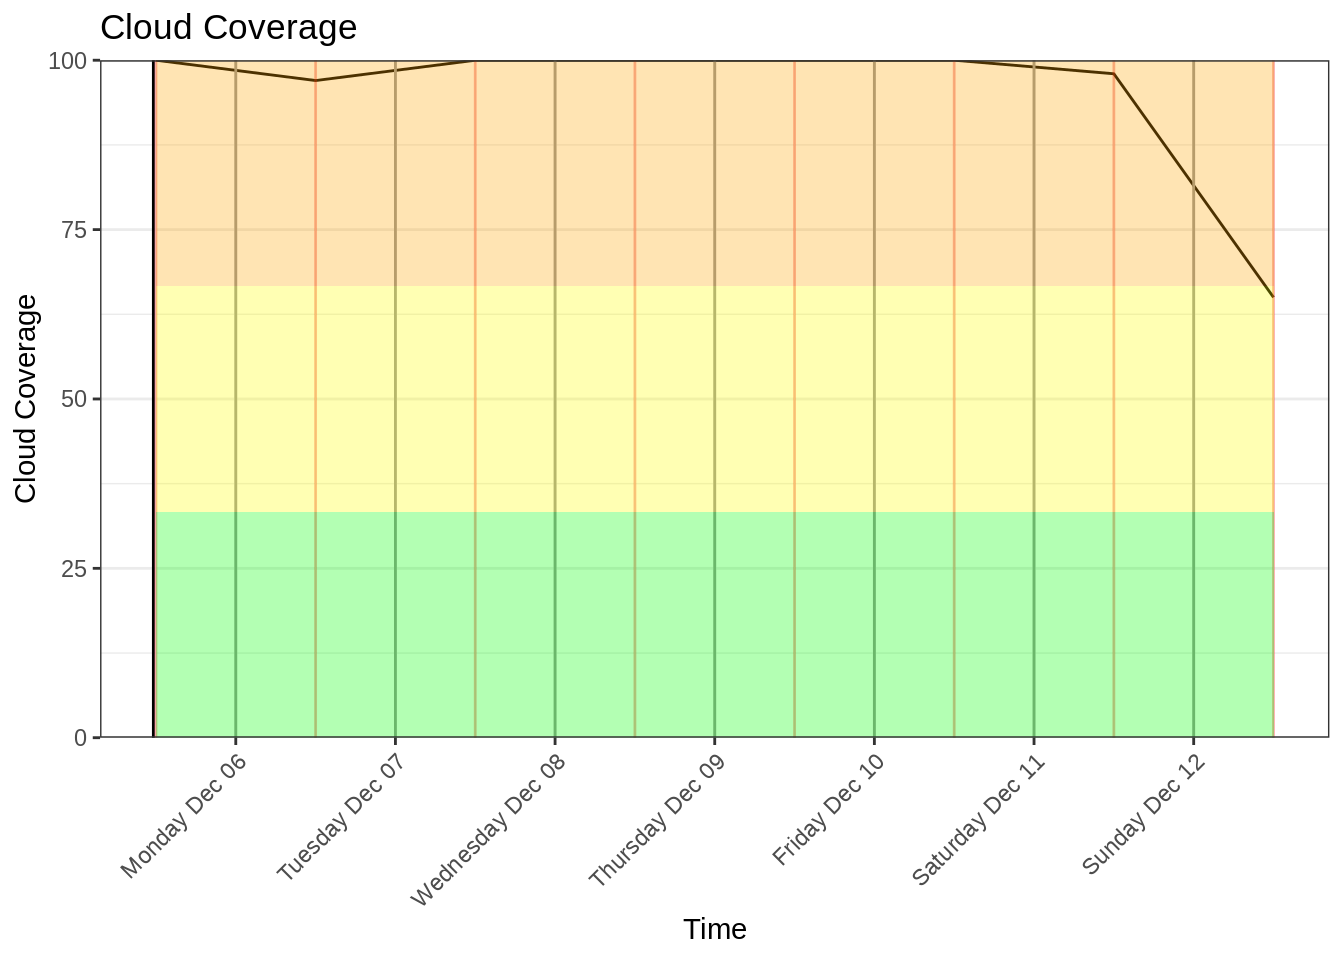 Cloud Coverage
100
75
50
25
0
Cloud Coverage
Monday Dec 06
Tuesday Dec 07
Wednesday Dec 08
Thursday Dec 09
Friday Dec 10
Saturday Dec 11
Sunday Dec 12
Time